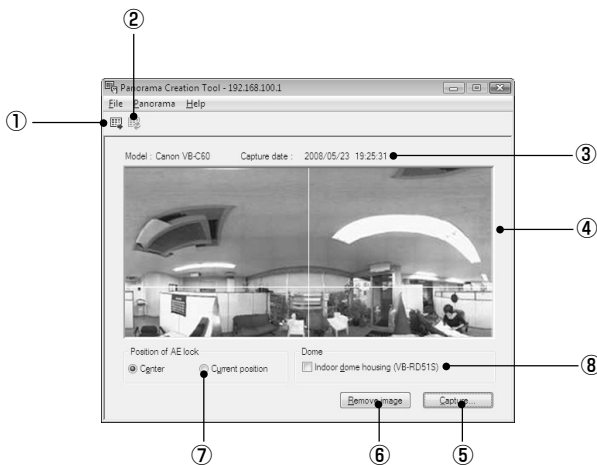 ②
Panorama Creation Tool - 192.168.100.1
File Panorama Help
①
Model : Canon VB-C60 Capture date : 2008/05/23 19:25:31
③
④
Position of AE lock
Center Current position
Dome
Indoor dome housing (VB-RD51S)
⑧
Remove image Capture...
⑦ ⑥ ⑤